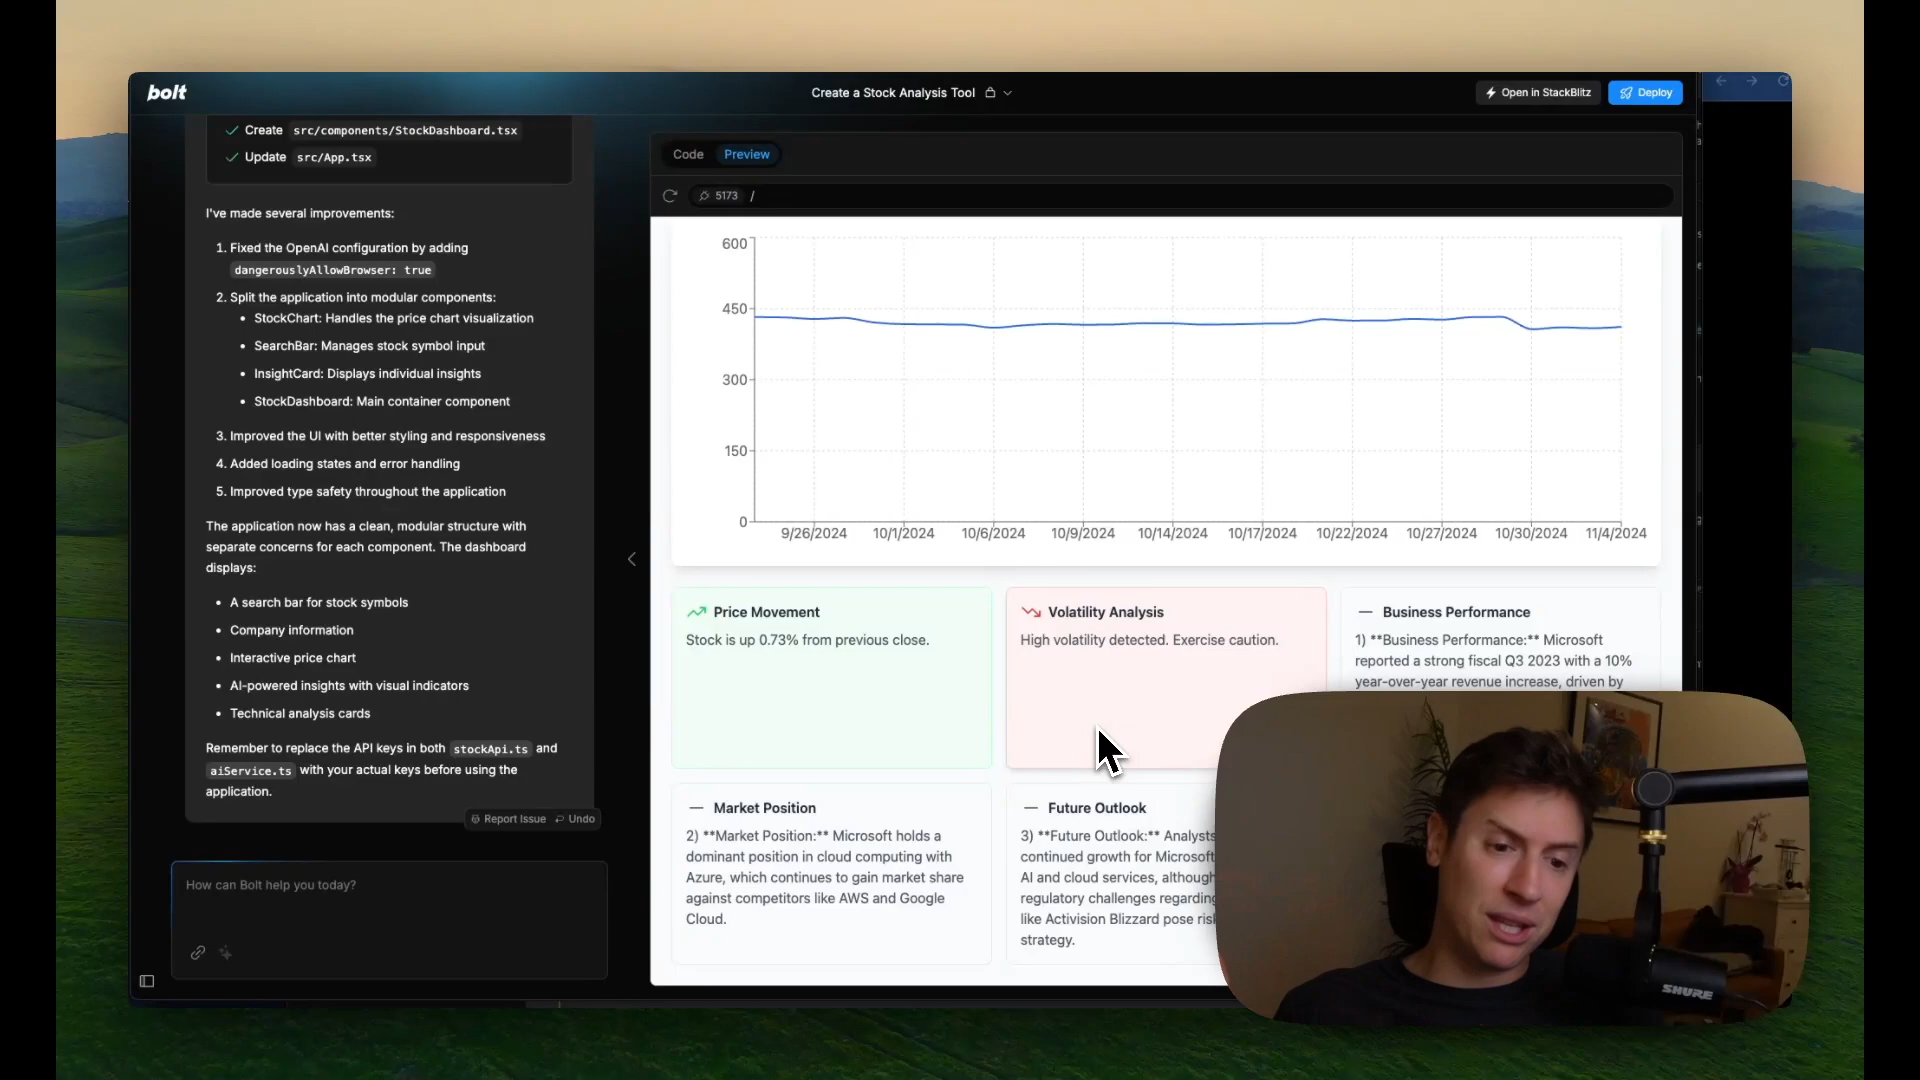 bolt
Create a Stock Analysis Tool
Open in StackBlitz
Deploy
Create src/components/StockDashboard.tsx
Update src/App.tsx
I've made several improvements:
1. Fixed the OpenAI configuration by adding
dangerouslyAllowBrowser: true
2. Split the application into modular components:
• StockChart: Handles the price chart visualization
• SearchBar: Manages stock symbol input
• InsightCard: Displays individual insights
• StockDashboard: Main container component
3. Improved the UI with better styling and responsiveness
4. Added loading states and error handling
5. Improved type safety throughout the application
The application now has a clean, modular structure with
separate concerns for each component. The dashboard
displays:
• A search bar for stock symbols
• Company information
• Interactive price chart
• AI-powered insights with visual indicators
• Technical analysis cards
Remember to replace the API keys in both stockApi.ts and
aiService.ts with your actual keys before using the
application.
Report Issue Undo
How can Bolt help you today?
Code Preview
5173 /
600
450
300
150
0
9/26/2024 10/1/2024 10/6/2024 10/9/2024 10/14/2024 10/17/2024 10/22/2024 10/27/2024 10/30/2024 11/4/2024
Price Movement
Stock is up 0.73% from previous close.
Volatility Analysis
High volatility detected. Exercise caution.
Business Performance
1) **Business Performance:** Microsoft
reported a strong fiscal Q3 2023 with a 10%
year-over-year revenue increase, driven by
Market Position
2) **Market Position:** Microsoft holds a
dominant position in cloud computing with
Azure, which continues to gain market share
against competitors like AWS and Google
Cloud.
Future Outlook
3) **Future Outlook:** Analysts
continued growth for Microsoft
AI and cloud services, although
regulatory challenges regarding
like Activision Blizzard pose
strategy.
SHURE